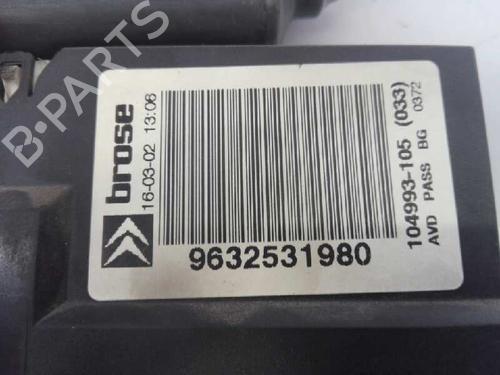 brose
16-03-02 13:06
9632531980
104993-105 (033)
AVD PASS BG 0372
B-PARTS